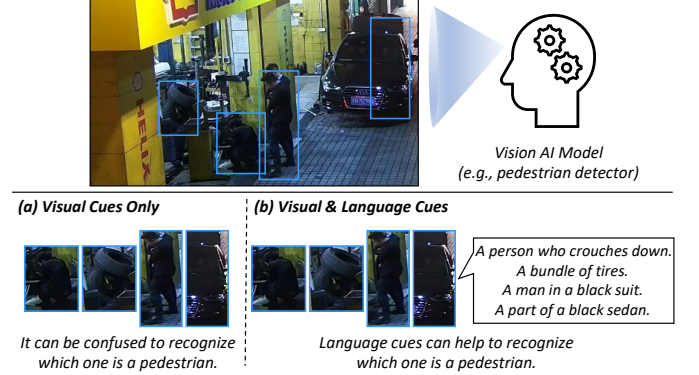 HELIX
Vision AI Model
(e.g., pedestrian detector)
(a) Visual Cues Only
(b) Visual & Language Cues
A person who crouches down.
A bundle of tires.
A man in a black suit.
A part of a black sedan.
It can be confused to recognize
which one is a pedestrian.
Language cues can help to recognize
which one is a pedestrian.